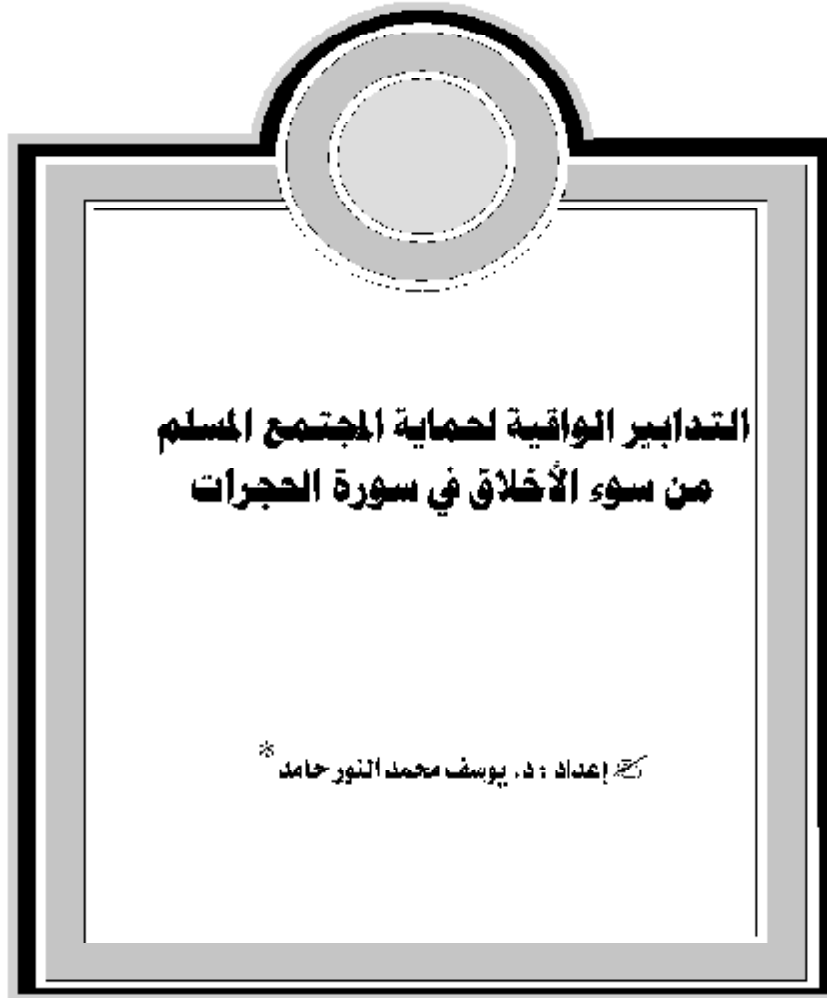 التدابير الواقية لحماية المجتمع المسلم
من سوء الأخلاق في سورة الحجرات
إعداد : د. يوسف محمد النور حامد *